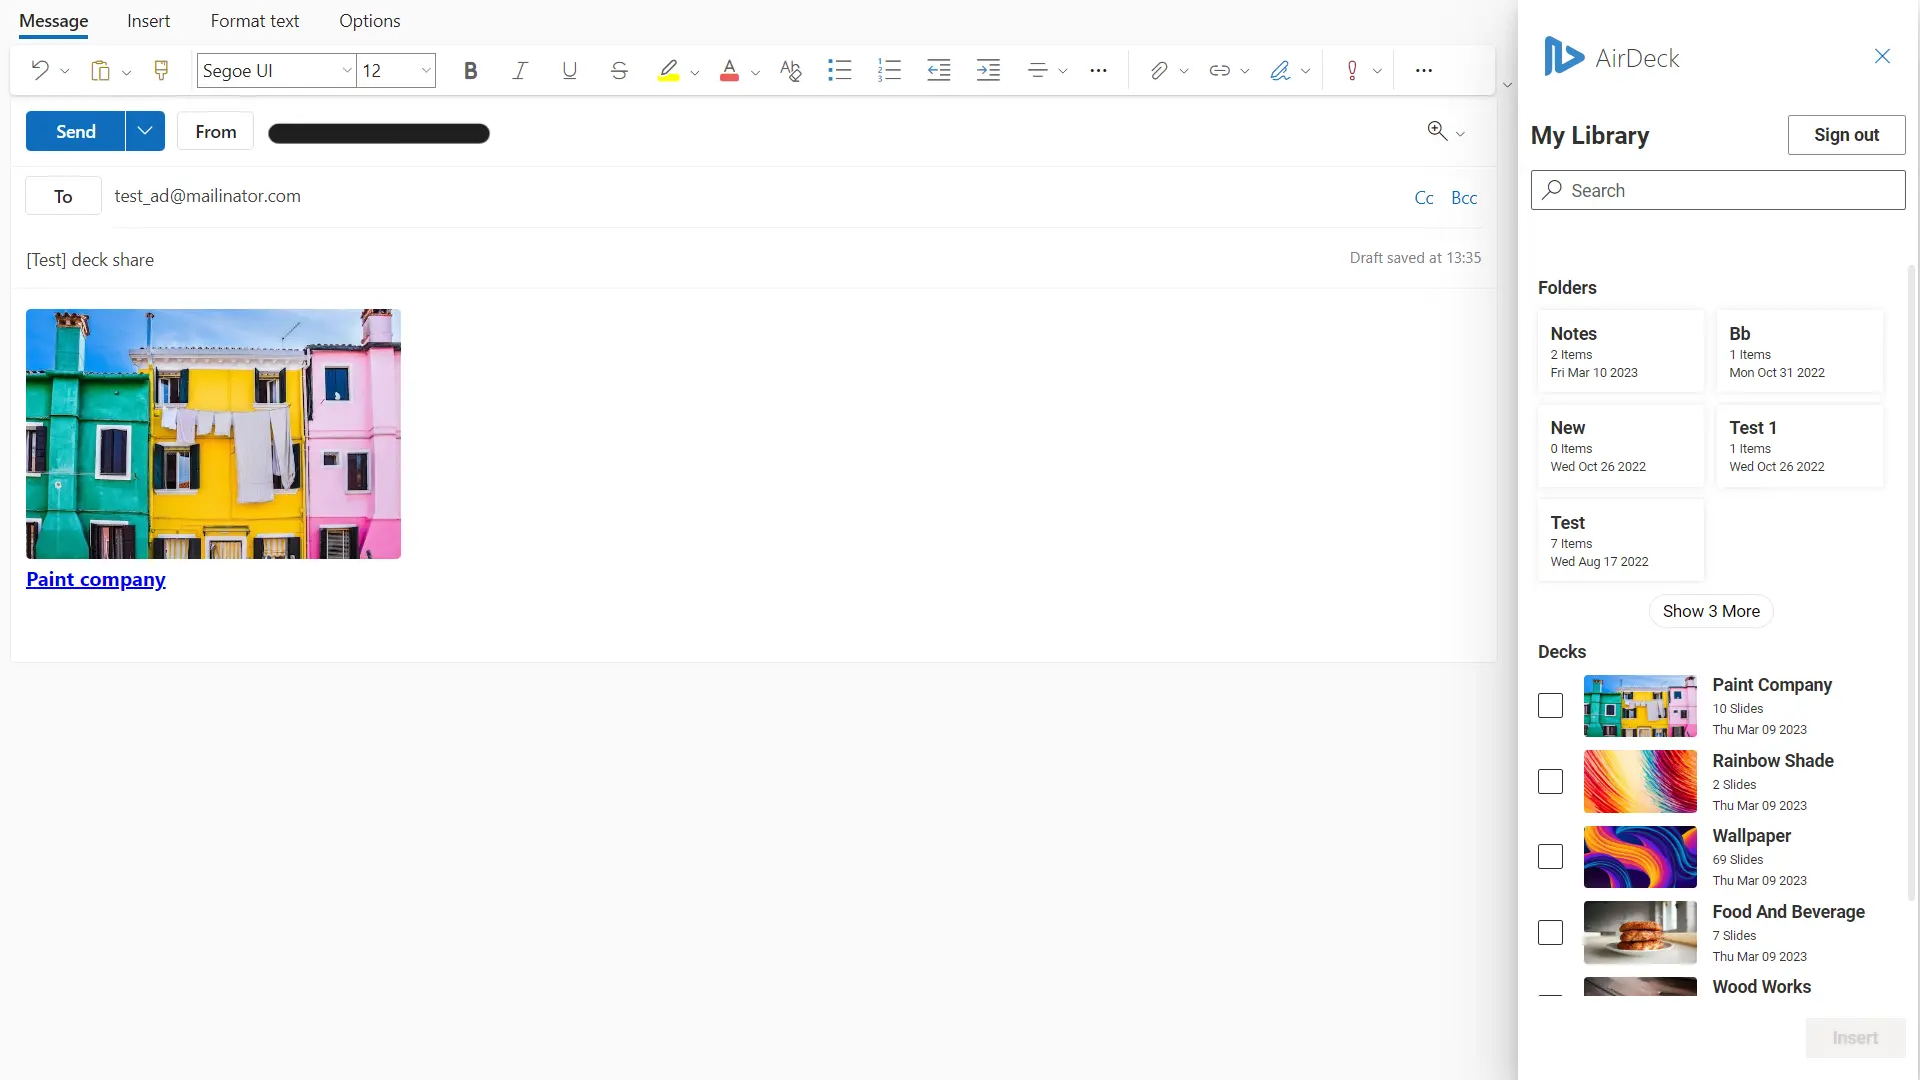 Message Insert Format text Options
Segoe UI 12
Send From
To test_ad@mailinator.com Cc Bcc
[Test] deck share Draft saved at 13:35
Paint company
AirDeck
My Library Sign out
Search
Folders
Notes
2 Items
Fri Mar 10 2023
Bb
1 Items
Mon Oct 31 2022
New
0 Items
Wed Oct 26 2022
Test 1
1 Items
Wed Oct 26 2022
Test
7 Items
Wed Aug 17 2022
Show 3 More
Decks
Paint Company
10 Slides
Thu Mar 09 2023
Rainbow Shade
2 Slides
Thu Mar 09 2023
Wallpaper
69 Slides
Thu Mar 09 2023
Food And Beverage
7 Slides
Thu Mar 09 2023
Wood Works
Insert